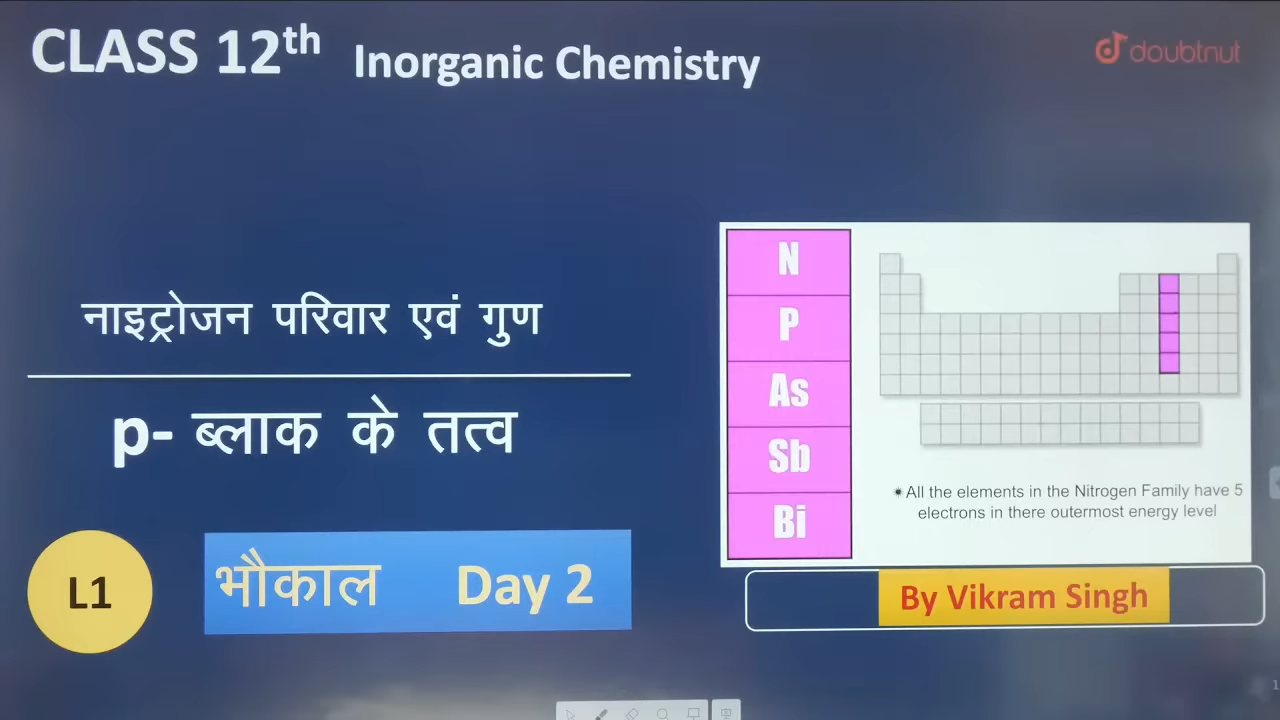 CLASS 12th Inorganic Chemistry
doubtnut
नाइट्रोजन परिवार एवं गुण
p- ब्लाक के तत्व
L1
भौकाल Day 2
N
P
As
Sb
Bi
* All the elements in the Nitrogen Family have 5
electrons in there outermost energy level
By Vikram Singh